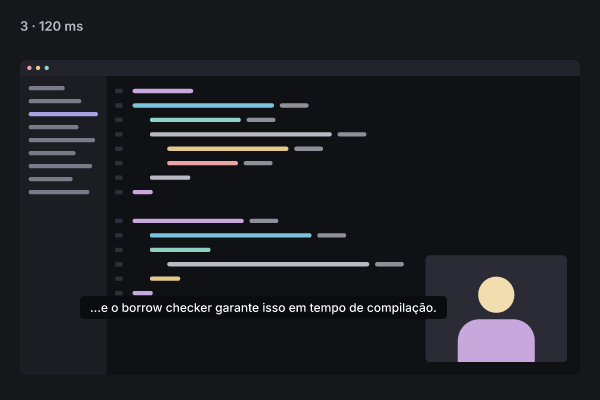 3 · 120 ms
...e o borrow checker garante isso em tempo de compilação.